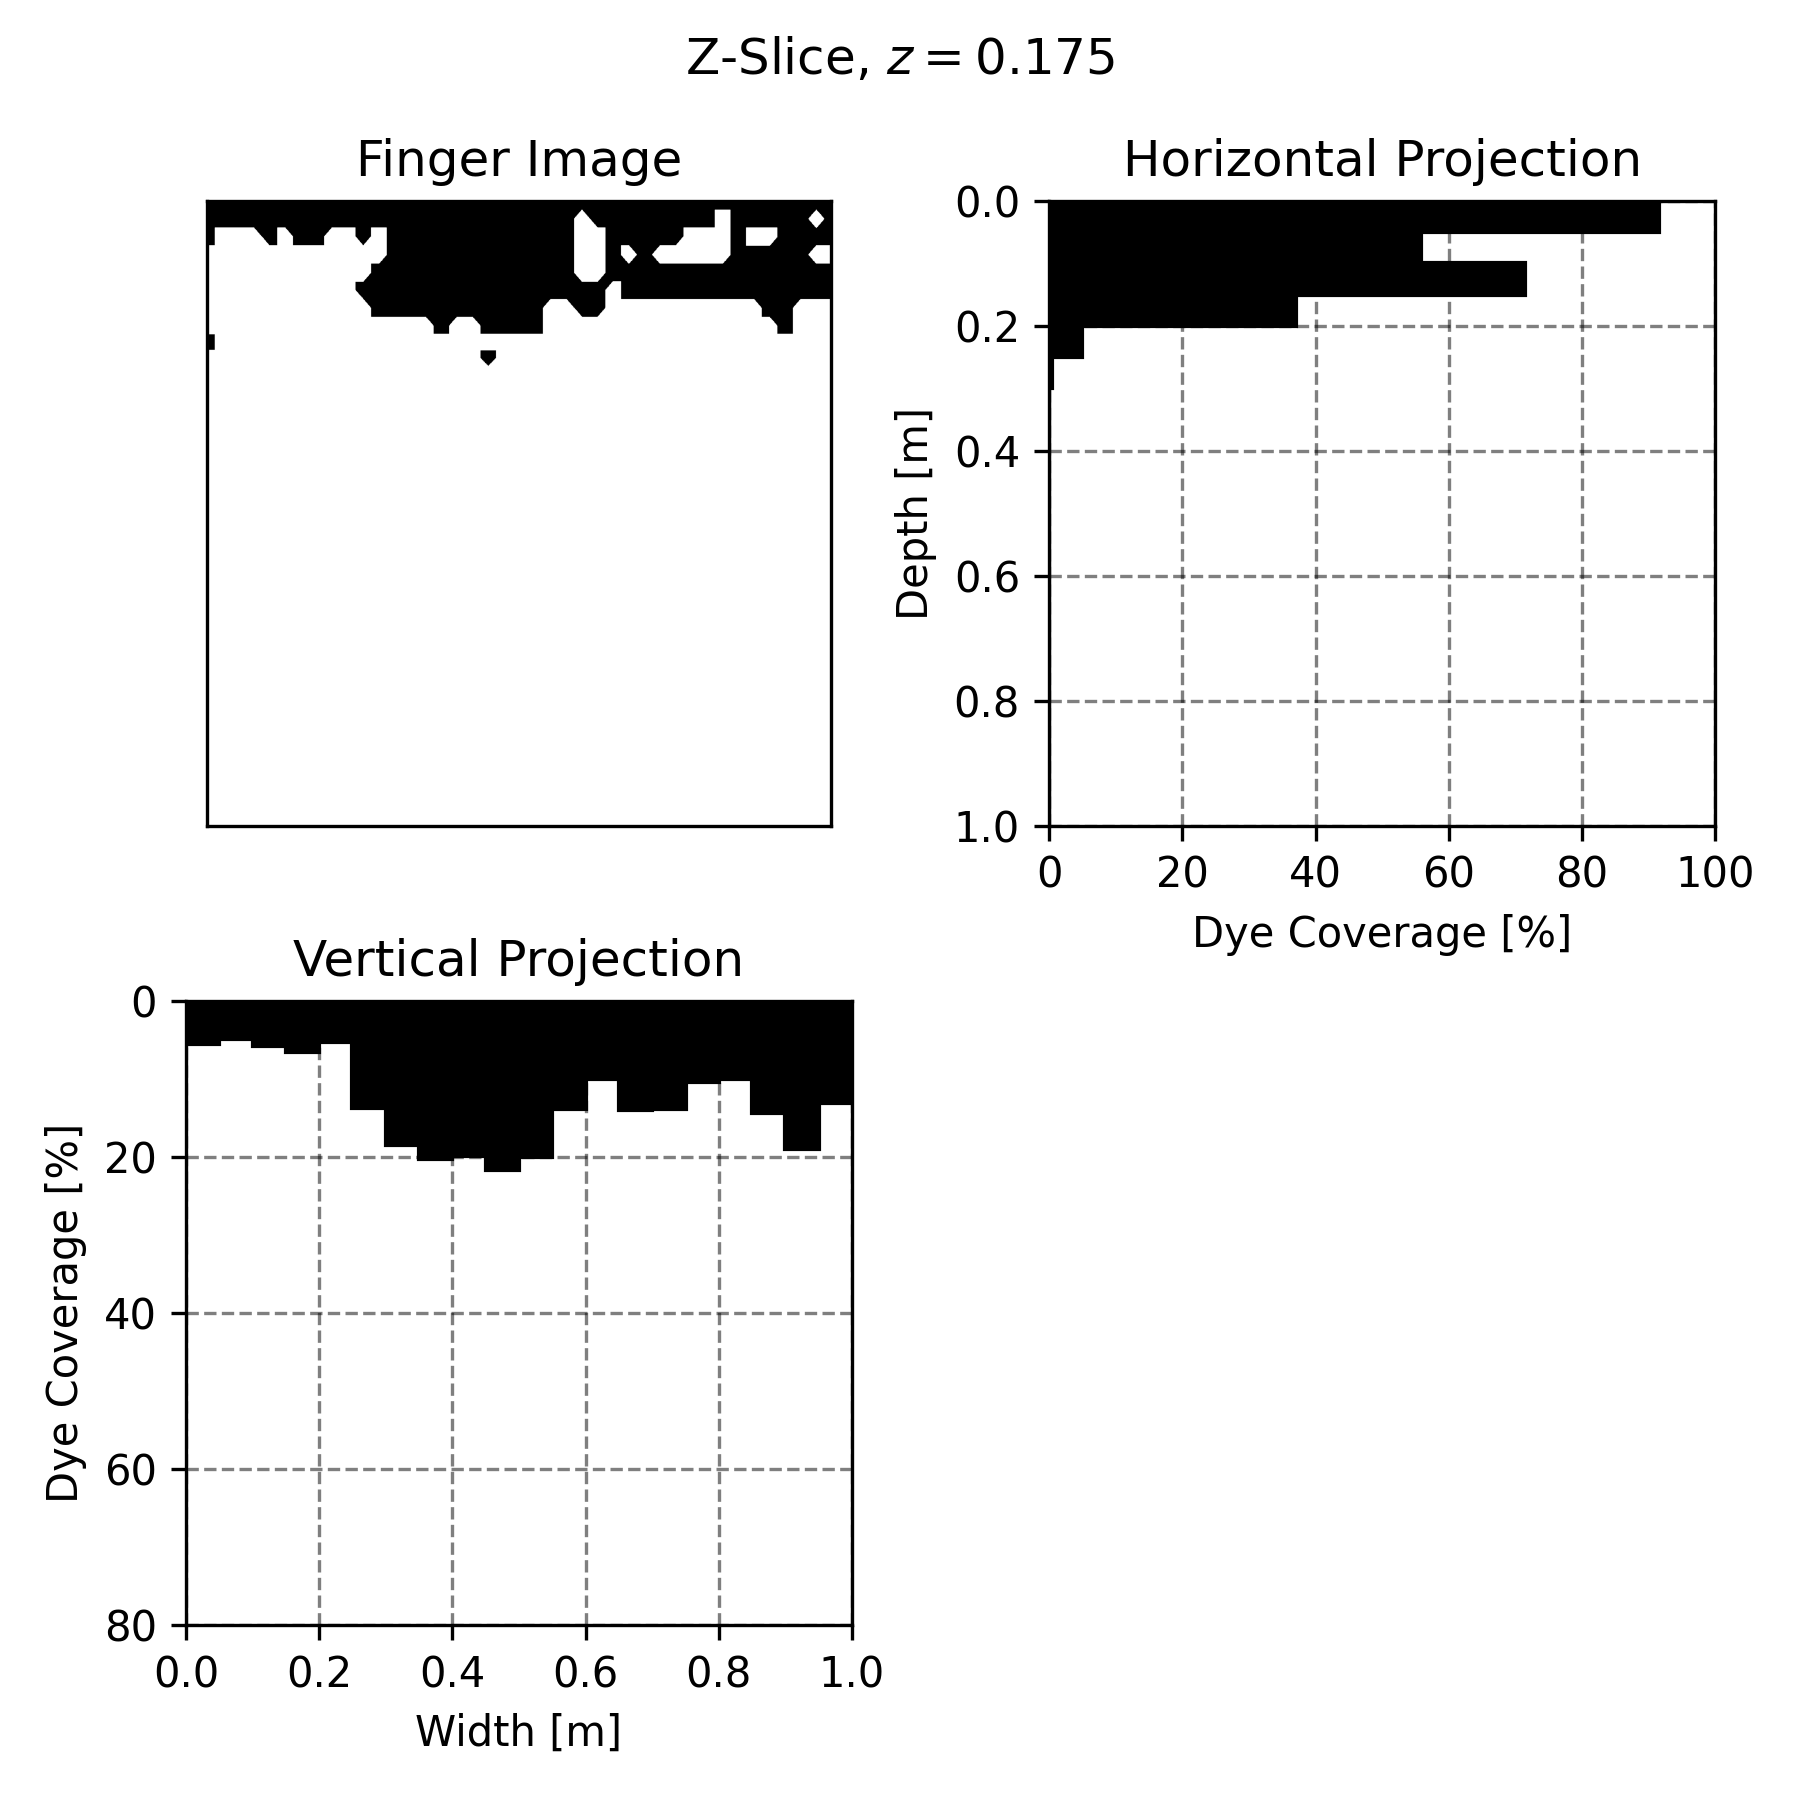 Z-Slice, z = 0.175
Finger Image
Horizontal Projection
0.0
0.2
0.4
0.6
0.8
1.0
Depth [m]
0 20 40 60 80 100
Dye Coverage [%]
Vertical Projection
0
20
40
60
80
Dye Coverage [%]
0.0 0.2 0.4 0.6 0.8 1.0
Width [m]